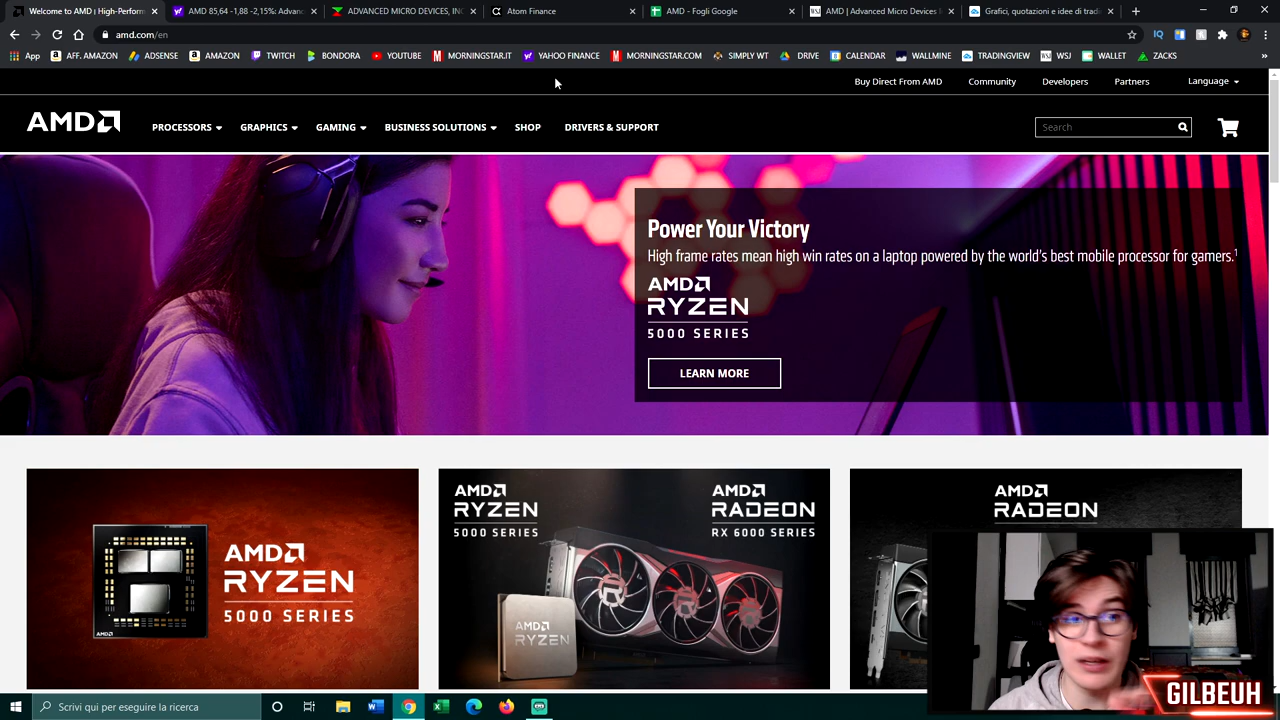 Welcome to AMD | High-Perform
AMD 85,64 -1,88 -2,15%: Advanc
ADVANCED MICRO DEVICES, INC
Atom Finance
AMD - Fogli Google
AMD | Advanced Micro Devices I
Grafici, quotazioni e idee di tradi
amd.com/en
App
AFF. AMAZON
ADSENSE
AMAZON
TWITCH
BONDORA
YOUTUBE
MORNINGSTAR.IT
YAHOO FINANCE
MORNINGSTAR.COM
SIMPLY WT
DRIVE
CALENDAR
WALLMINE
TRADINGVIEW
WSJ
WALLET
ZACKS
Buy Direct From AMD
Community
Developers
Partners
Language
AMD
PROCESSORS
GRAPHICS
GAMING
BUSINESS SOLUTIONS
SHOP
DRIVERS & SUPPORT
Search
Power Your Victory
High frame rates mean high win rates on a laptop powered by the world's best mobile processor for gamers.1
AMD
RYZEN
5000 SERIES
LEARN MORE
AMD
AMD
RYZEN
5000 SERIES
AMD
RYZEN
5000 SERIES
AMD
RADEON
RX 6000 SERIES
RYZEN
AMD
RADEON
GILBEUH
Scrivi qui per eseguire la ricerca